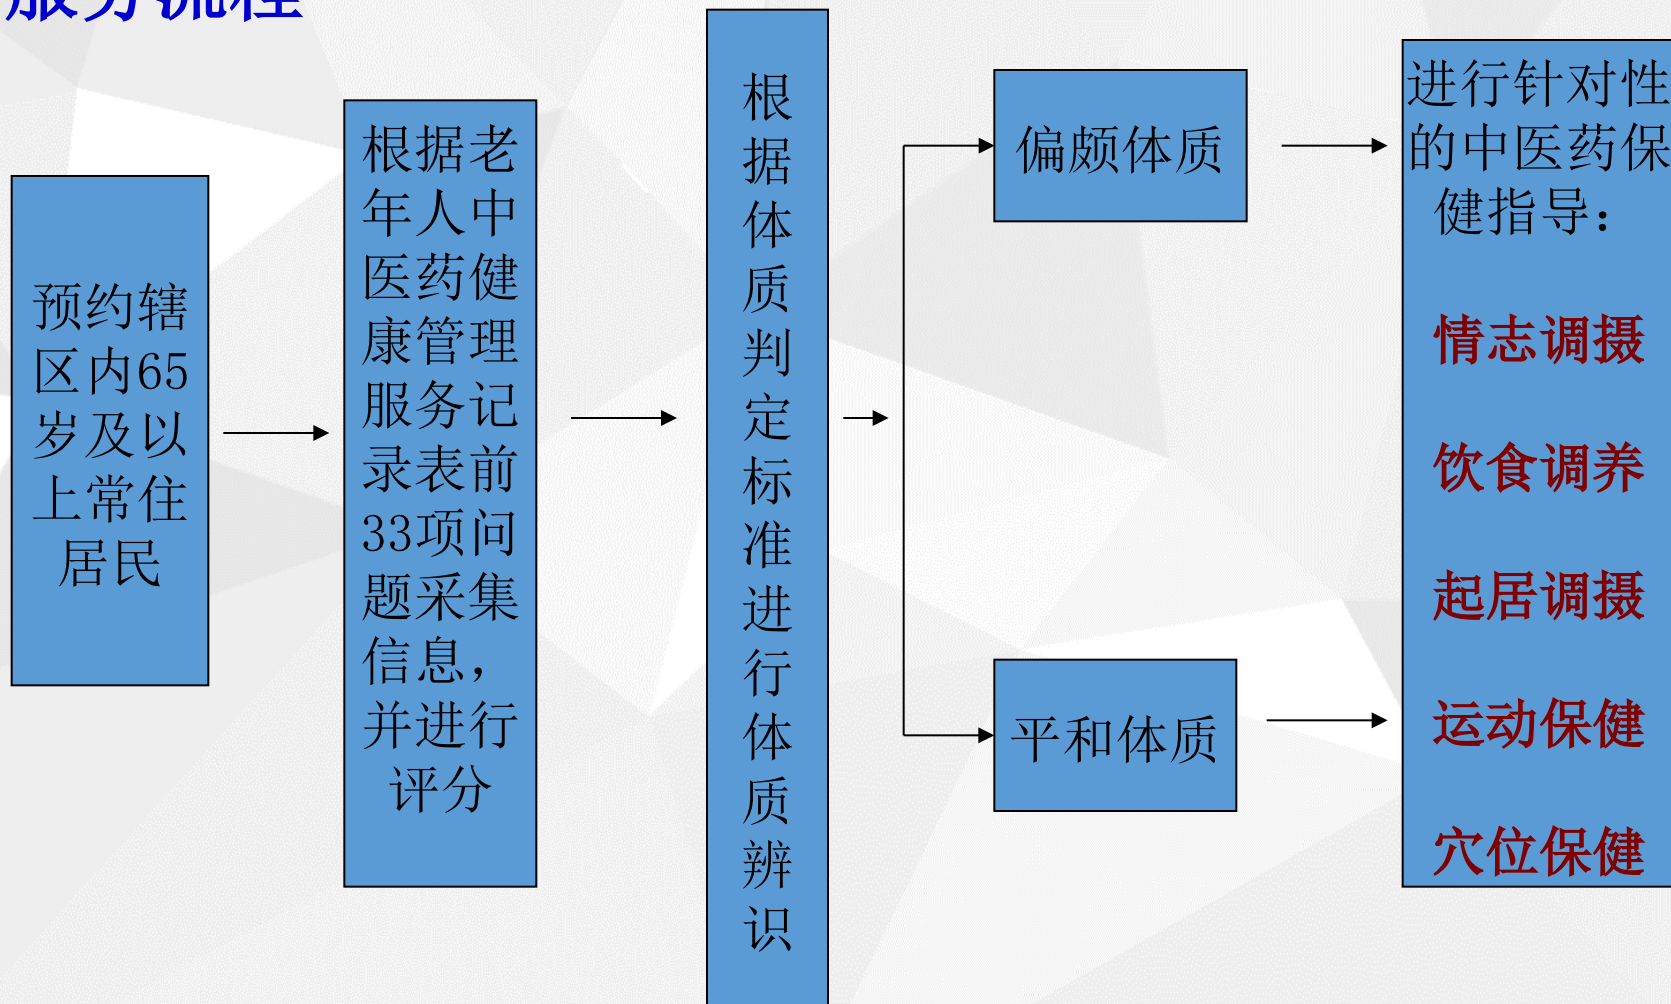 服务流程
预约辖
区内65
岁及以
上常住
居民
根据老
年人中
医药健
康管理
服务记
录表前
33项问
题采集
信息，
并进行
评分
根
据
体
质
判
定
标
准
进
行
体
质
辨
识
偏颇体质
平和体质
进行针对性
的中医药保
健指导：
情志调摄
饮食调养
起居调摄
运动保健
穴位保健